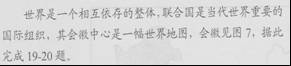 世界是一个相互依存的整体,联合国是当代世界重要的
国际组织,其会徽中心是一幅世界地图,会徽见图7,据此
完成19-20题。